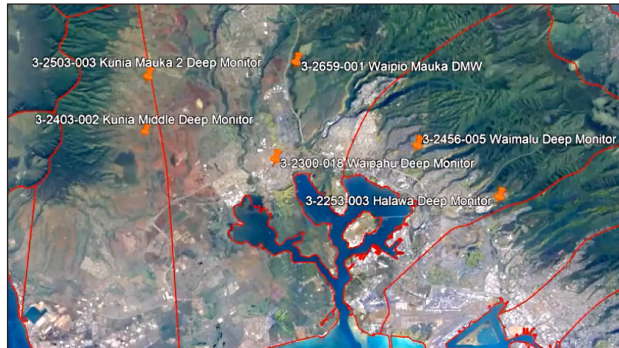 3-2503-003 Kunia Mauka 2 Deep Monitor
3-2659-001 Waipio Mauka DMW
3-2403-002 Kunia Middle Deep Monitor
3-2456-005 Waimalu Deep Monitor
3-2300-018 Waipahu Deep Monitor
3-2253-003 Halawa Deep Monitor